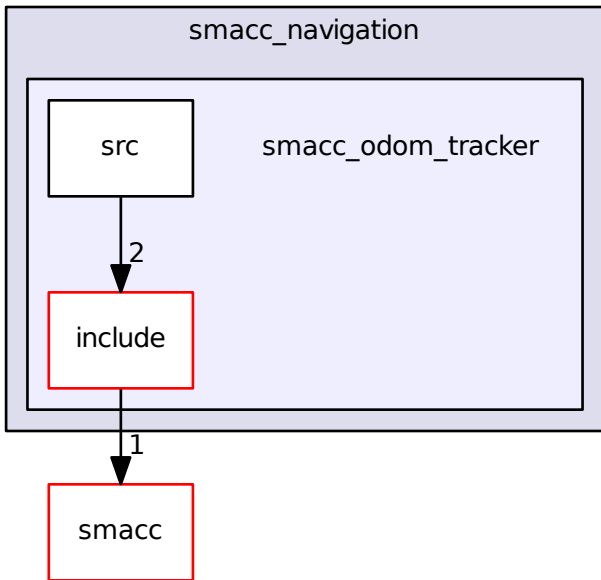 smacc_navigation
src
smacc_odom_tracker
2
include
1
smacc